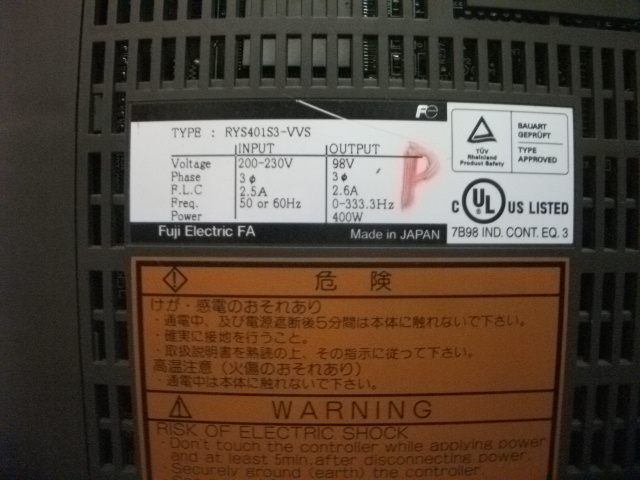 Fe
TYPE : RYS401S3-VVS
INPUT OUTPUT
Voltage 200-230V 98V
Phase 3ϕ 3ϕ
F.L.C 2.5A 2.6A
Freq. 50 or 60Hz 0-333.3Hz
Power 400W
P
Fuji Electric FA Made in JAPAN
TÜV
Rheinland
Product Safety
BAUART
GEPRÜFT
TYPE
APPROVED
C UL US LISTED
7B98 IND. CONT. EQ. 3
危 険
けが・感電のおそれあり
・通電中、及び電源遮断後5分間は本体に触れないで下さい。
・確実に接地を行うこと。
・取扱説明書を熟読の上、その指示に従って下さい。
高温注意（火傷のおそれあり）
・通電中は本体に触れないで下さい。
WARNING
RISK OF ELECTRIC SHOCK
・Don't touch the controller while applying power
and at least 5min.after disconnecting power.
・Securely ground (earth) the controller.